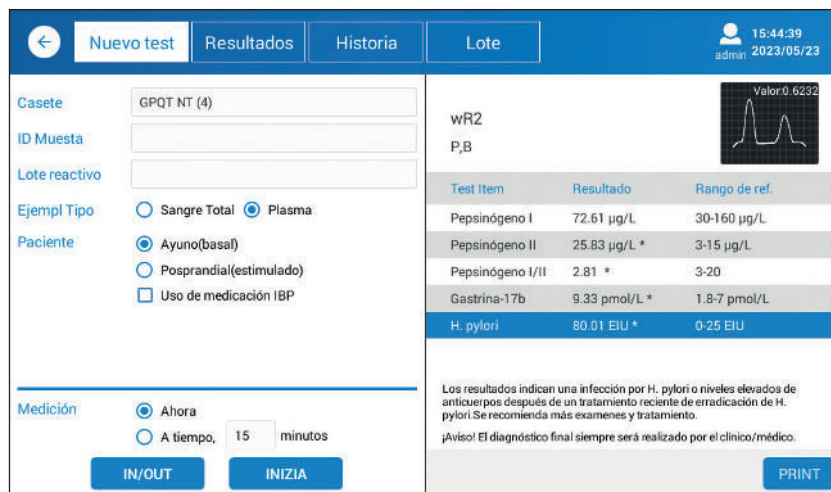 Nuevo test
Resultados
Historia
Lote
admin
15:44:39
2023/05/23
Casete
GPQT NT (4)
ID Muesta
Lote reactivo
Ejempl Tipo
Sangre Total
Plasma
Paciente
Ayuno(basal)
Posprandial(estimulado)
Uso de medicación IBP
Medición
Ahora
A tiempo, 15 minutos
IN/OUT
INIZIA
wR2
P,B
Valor:0.6232
Test Item Resultado Rango de ref.
Pepsinógeno I 72.61 µg/L 30-160 µg/L
Pepsinógeno II 25.83 µg/L * 3-15 µg/L
Pepsinógeno I/II 2.81 * 3-20
Gastrina-17b 9.33 pmol/L * 1.8-7 pmol/L
H. pylori 80.01 EIU * 0-25 EIU
Los resultados indican una infección por H. pylori o niveles elevados de
anticuerpos después de un tratamiento reciente de erradicación de H.
pylori.Se recomienda más examenes y tratamiento.
¡Aviso! El diagnóstico final siempre será realizado por el clínico/médico.
PRINT